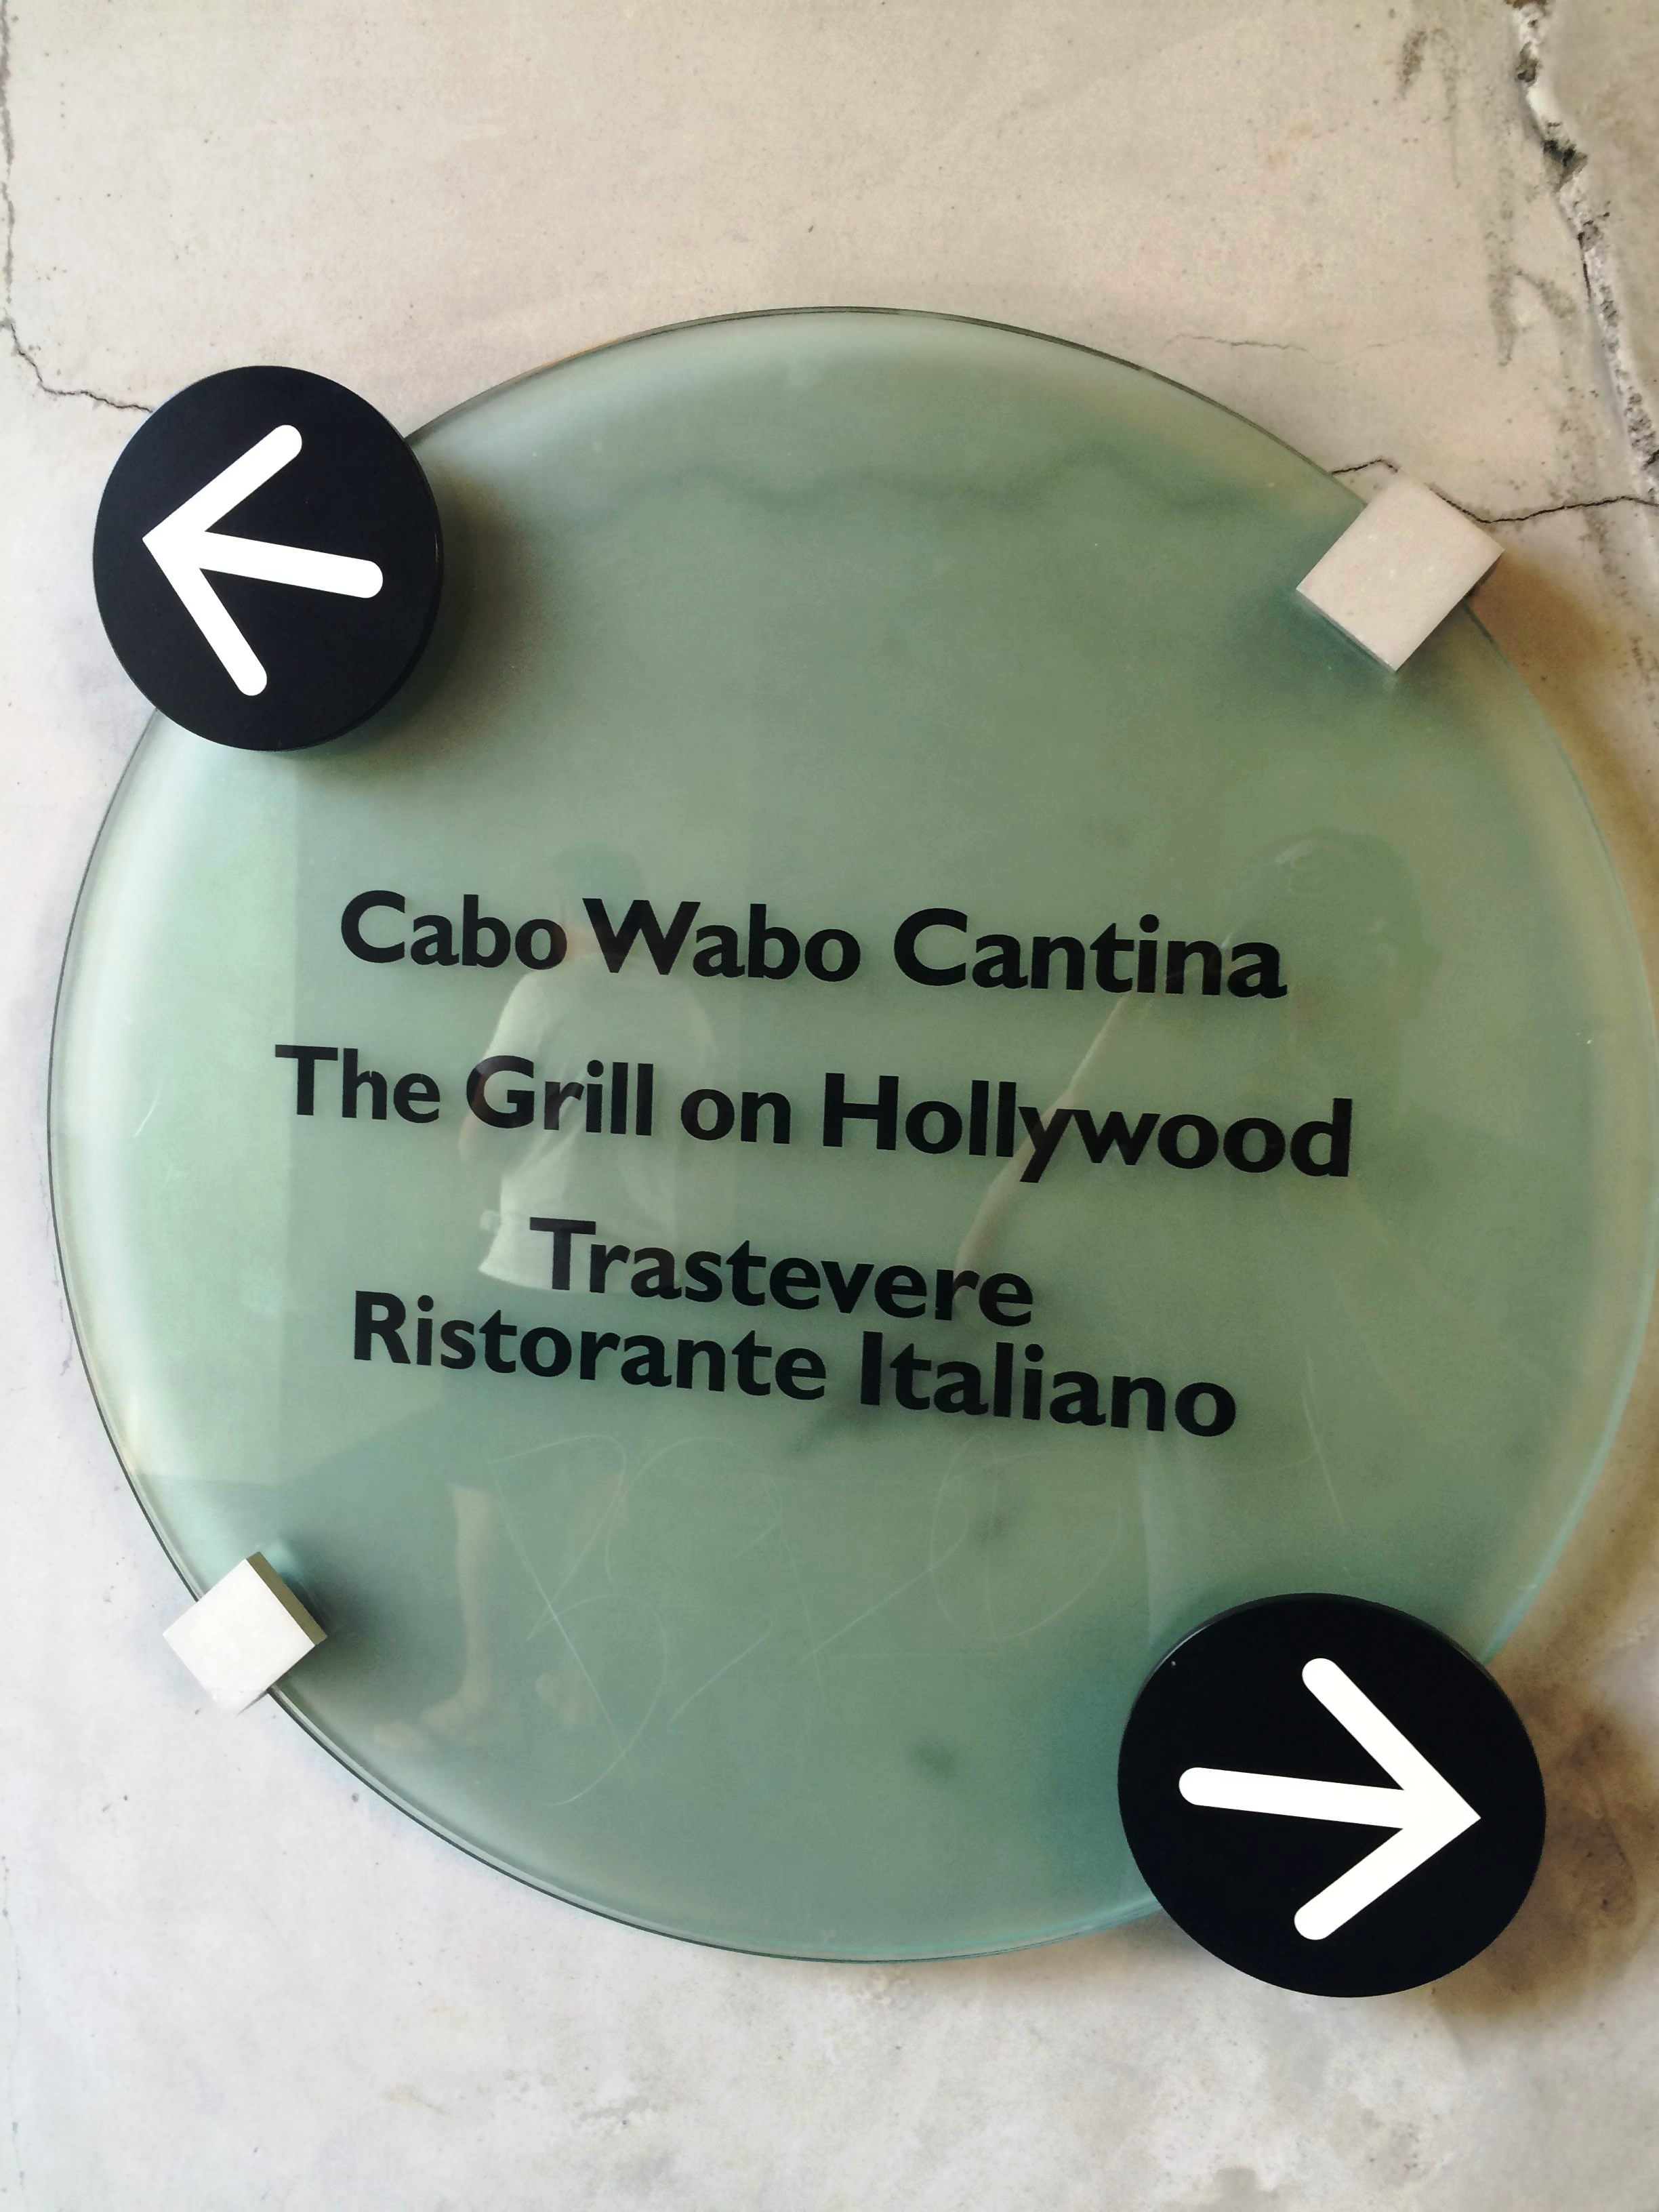 Cabo Wabo Cantina
The Grill on Hollywood
Trastevere
Ristorante Italiano